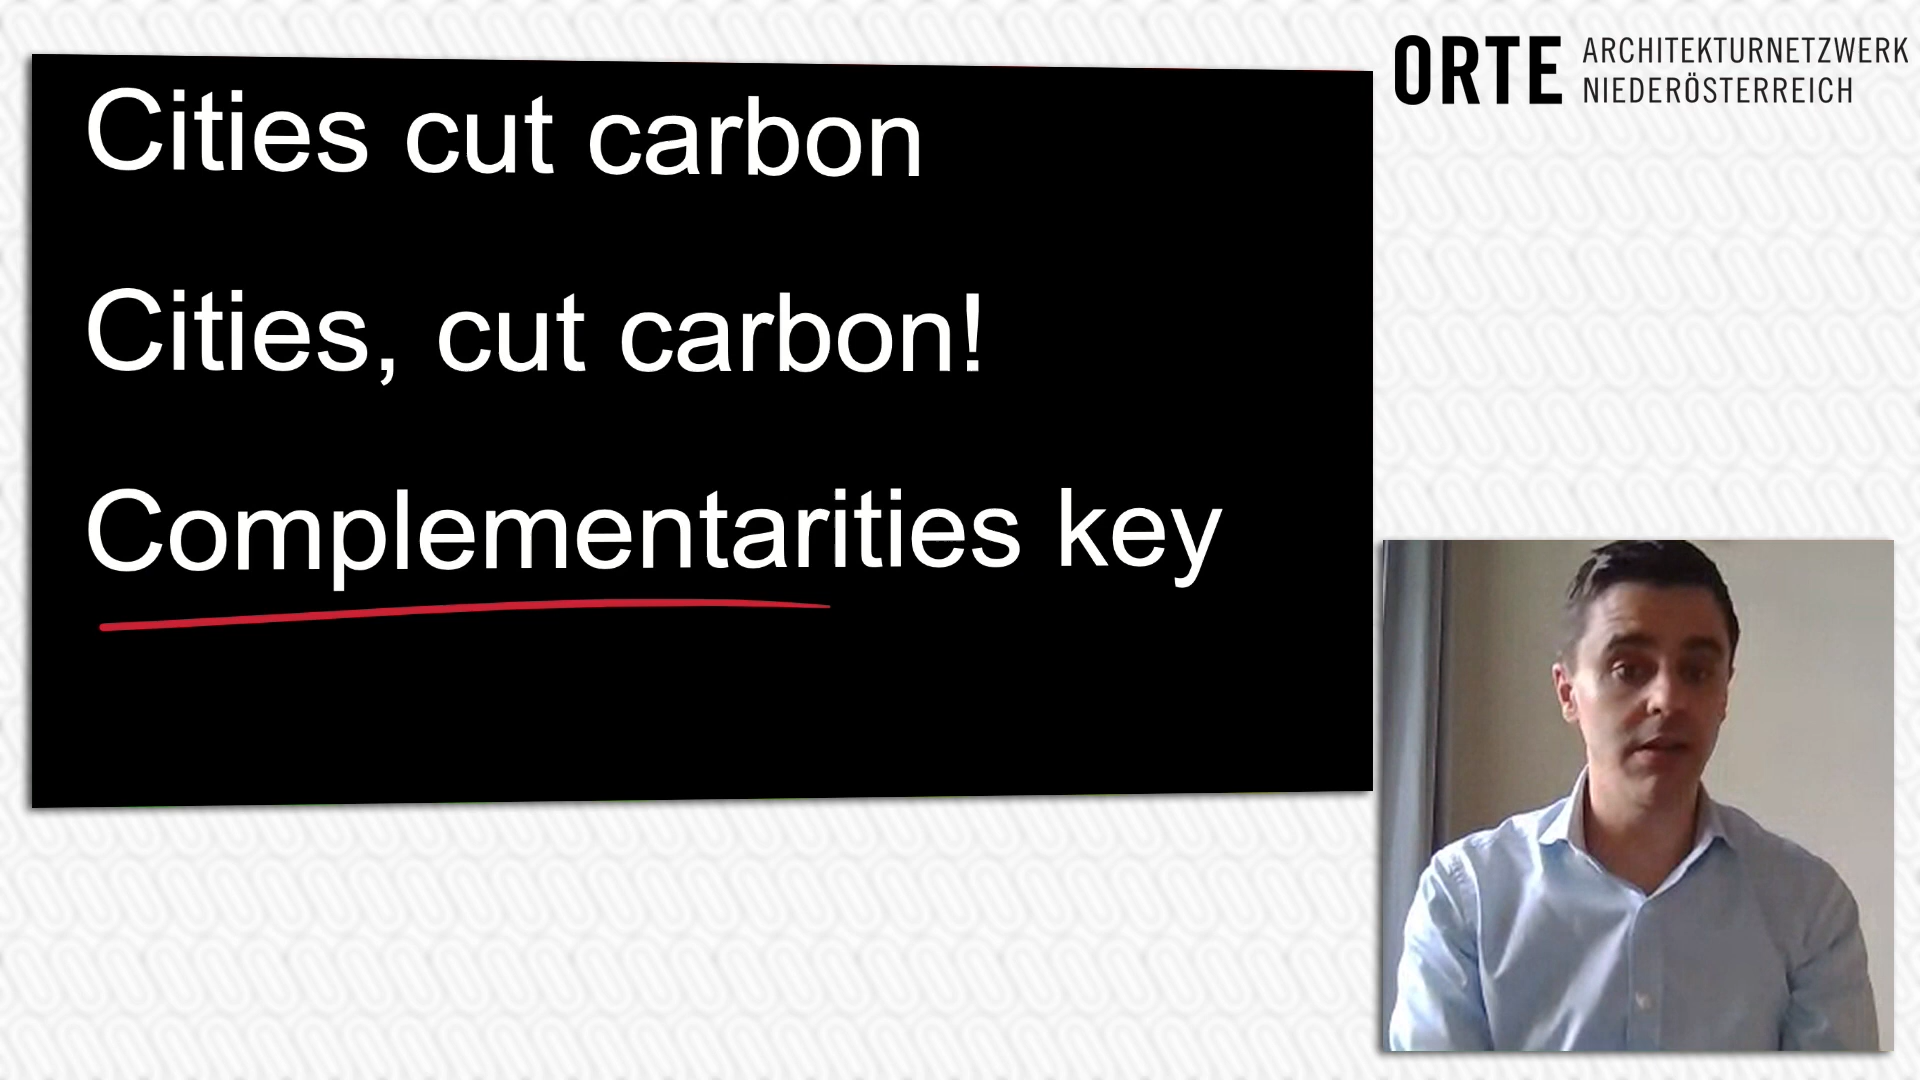 Cities cut carbon
Cities, cut carbon!
Complementarities key
ORTE ARCHITEKTURNETZWERK
NIEDERÖSTERREICH